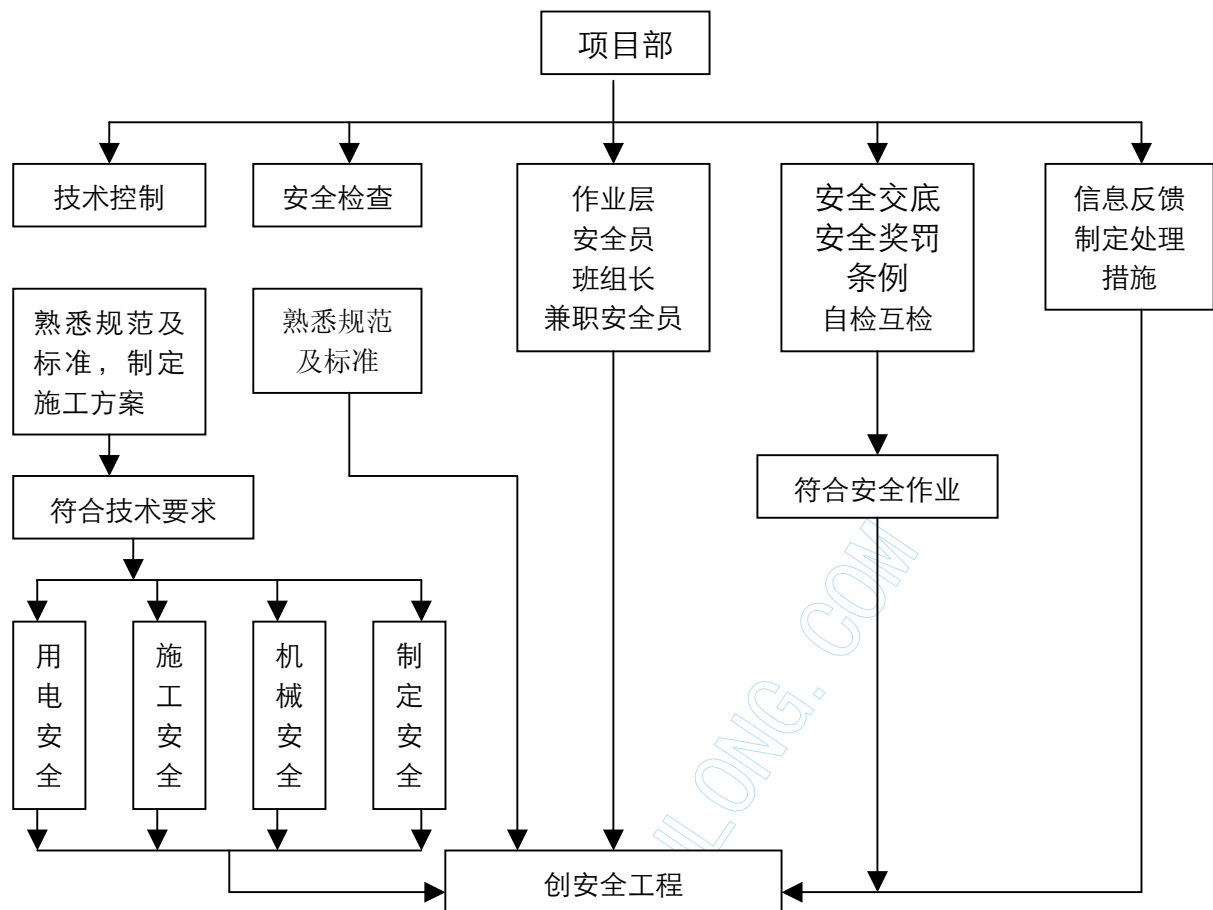 项目部
技术控制
安全检查
作业层
安全员
班组长
兼职安全员
安全交底
安全奖罚
条例
自检互检
信息反馈
制定处理
措施
熟悉规范及
标准，制定
施工方案
熟悉规范
及标准
符合技术要求
符合安全作业
用电安全
施工安全
机械安全
制定安全
创安全工程
ULONG. COM